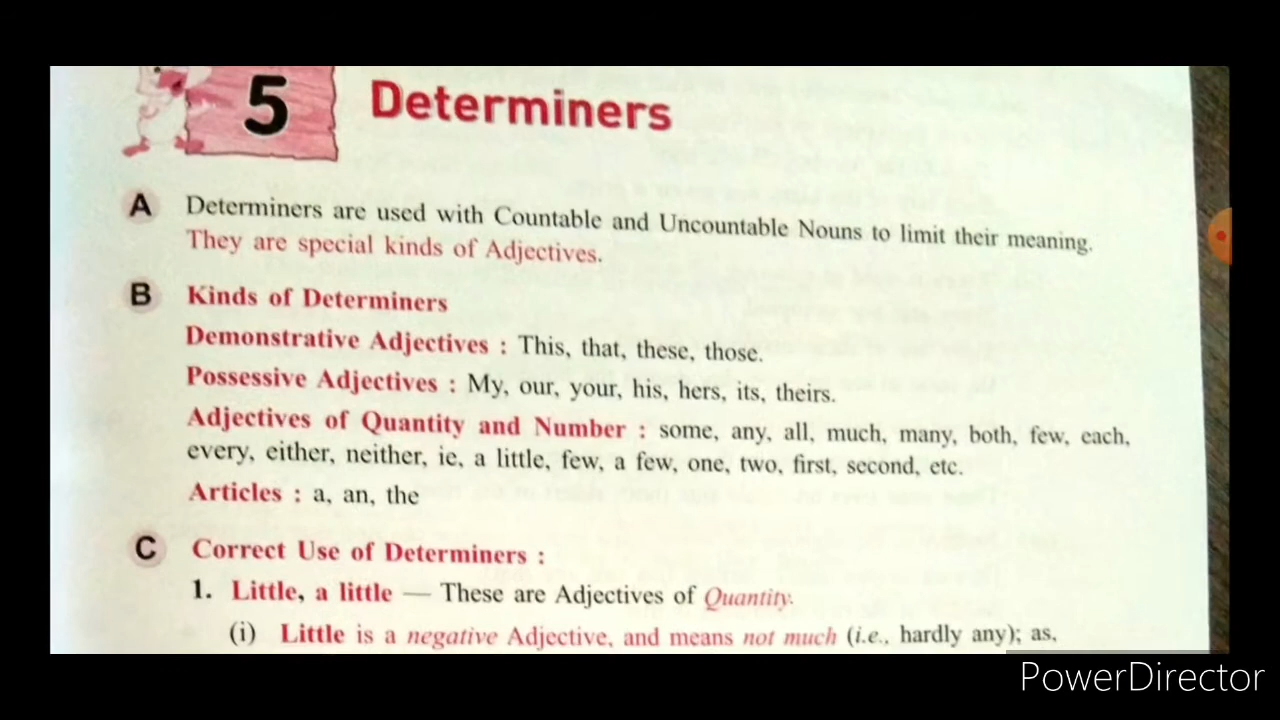 5 Determiners
A Determiners are used with Countable and Uncountable Nouns to limit their meaning.
They are special kinds of Adjectives.
B Kinds of Determiners
Demonstrative Adjectives : This, that, these, those.
Possessive Adjectives : My, our, your, his, hers, its, theirs.
Adjectives of Quantity and Number : some, any, all, much, many, both, few, each,
every, either, neither, ie, a little, few, a few, one, two, first, second, etc.
Articles : a, an, the
C Correct Use of Determiners :
1. Little, a little — These are Adjectives of Quantity.
(i) Little is a negative Adjective, and means not much (i.e., hardly any); as,
PowerDirector